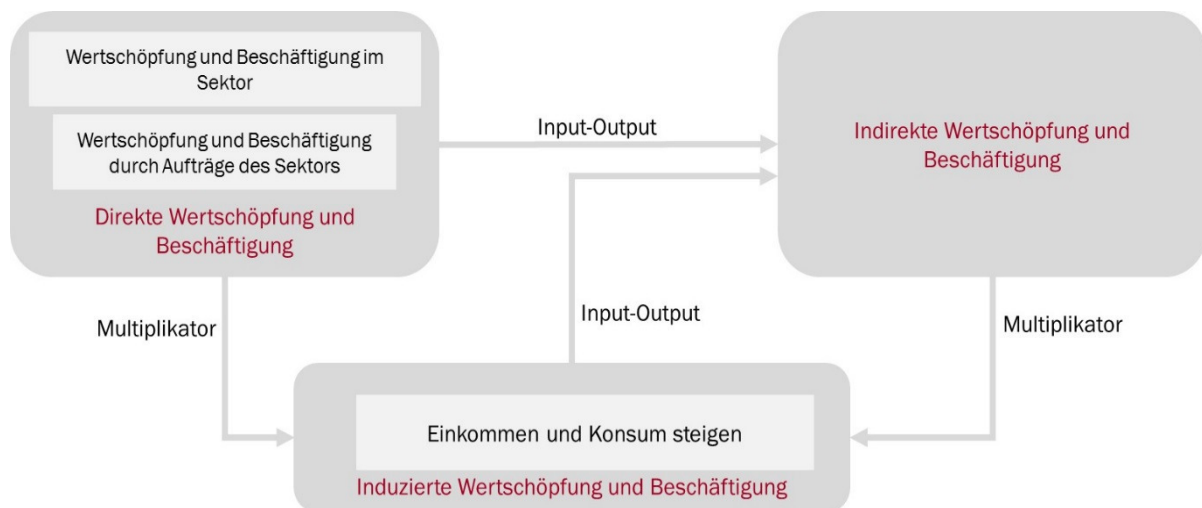 Wertschöpfung und Beschäftigung im
Sektor
Wertschöpfung und Beschäftigung
durch Aufträge des Sektors
Direkte Wertschöpfung und
Beschäftigung
Input-Output
Indirekte Wertschöpfung und
Beschäftigung
Multiplikator
Input-Output
Multiplikator
Einkommen und Konsum steigen
Induzierte Wertschöpfung und Beschäftigung